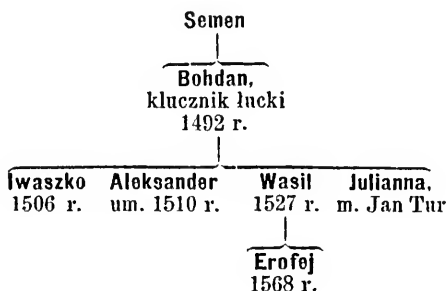 Semen
Bohdan,
klucznik łucki
1492 r.
Iwaszko Aleksander Wasil Julianna,
1506 r. um. 1510 r. 1527 r. m. Jan Tur
Erofej
1568 r.